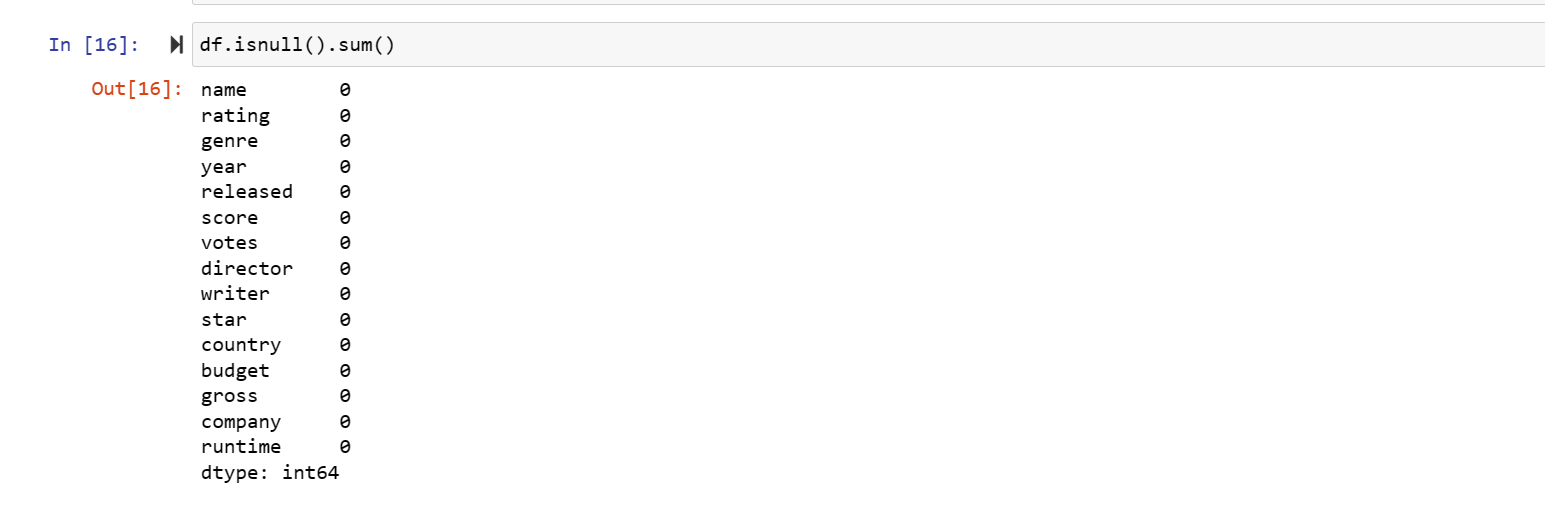 In [16]: df.isnull().sum()
Out[16]: name 0
rating 0
genre 0
year 0
released 0
score 0
votes 0
director 0
writer 0
star 0
country 0
budget 0
gross 0
company 0
runtime 0
dtype: int64